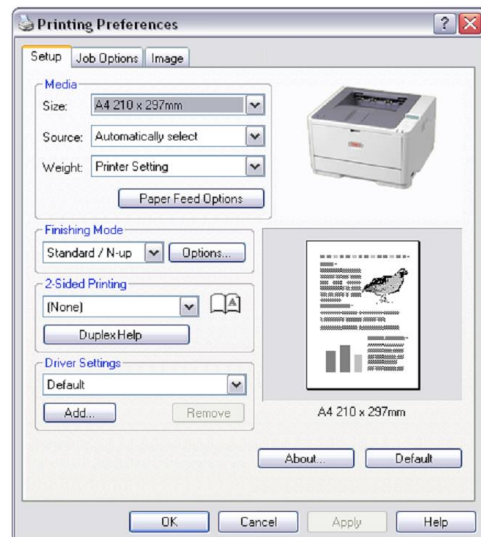 Printing Preferences
Setup Job Options Image
Media
Size: A4 210 x 297mm
Source: Automatically select
Weight: Printer Setting
Paper Feed Options
Finishing Mode
Standard / N-up Options...
2-Sided Printing
(None) A
Duplex Help
Driver Settings
Default
Add... Remove
A4 210 x 297mm
About... Default
OK Cancel Apply Help